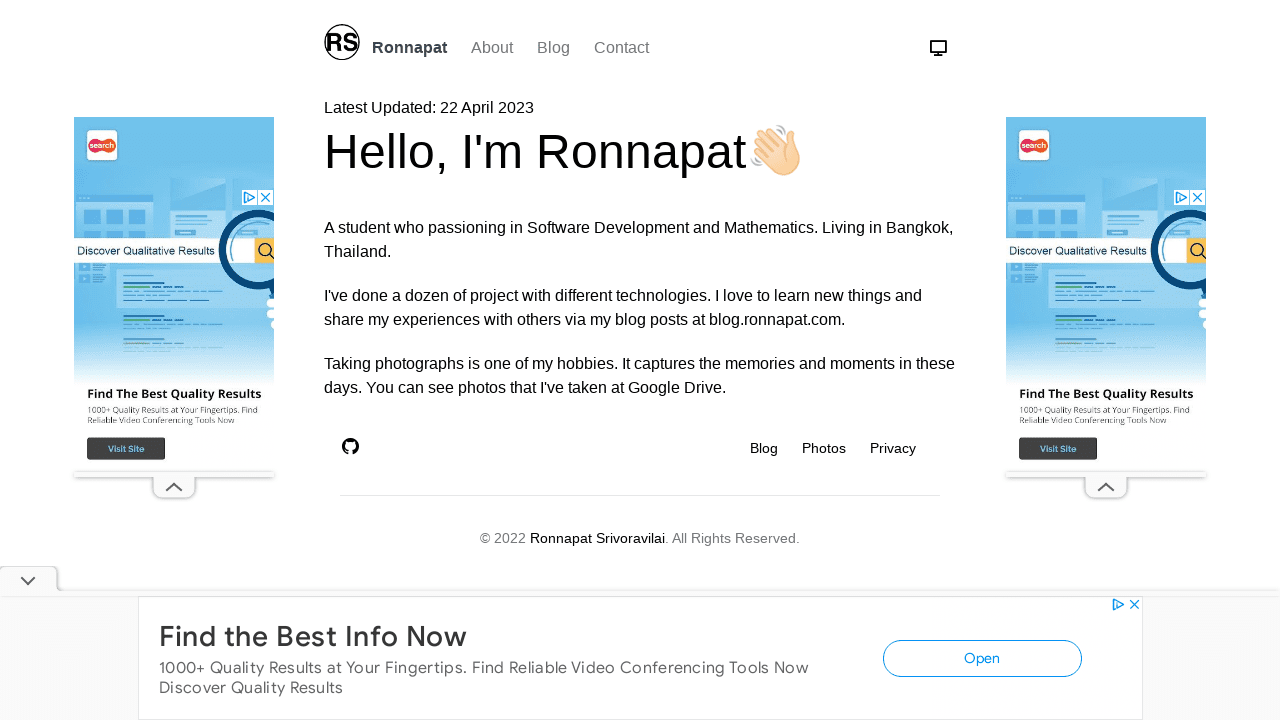 RS
Ronnapat
About
Blog
Contact
Latest Updated: 22 April 2023
Hello, I'm Ronnapat
A student who passioning in Software Development and Mathematics. Living in Bangkok,
Thailand.
I've done a dozen of project with different technologies. I love to learn new things and
share my experiences with others via my blog posts at blog.ronnapat.com.
Taking photographs is one of my hobbies. It captures the memories and moments in these
days. You can see photos that I've taken at Google Drive.
Blog
Photos
Privacy
© 2022 Ronnapat Srivoravilai. All Rights Reserved.
search
Discover Qualitative Results
Find The Best Quality Results
1000+ Quality Results at Your Fingertips. Find
Reliable Video Conferencing Tools Now
Visit Site
search
Discover Qualitative Results
Find The Best Quality Results
1000+ Quality Results at Your Fingertips. Find
Reliable Video Conferencing Tools Now
Visit Site
Find the Best Info Now
1000+ Quality Results at Your Fingertips. Find Reliable Video Conferencing Tools Now
Discover Quality Results
Open